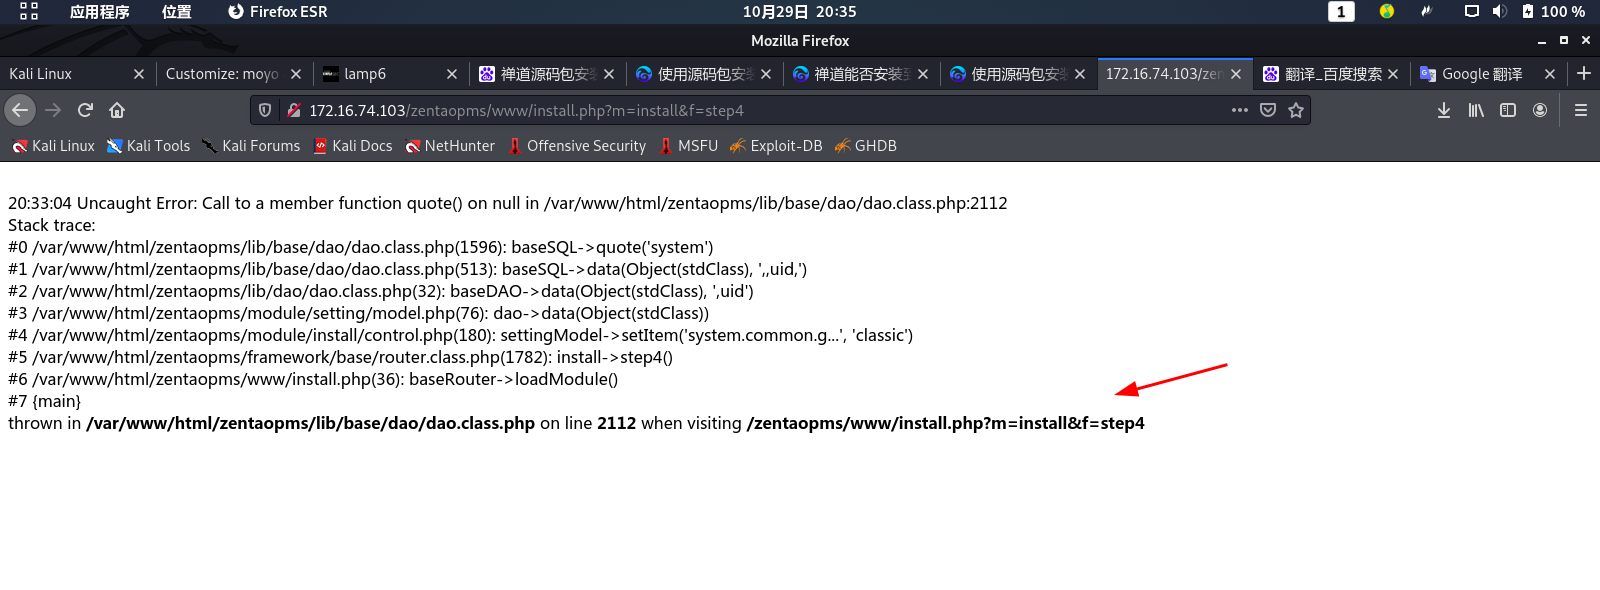 应用程序 位置 Firefox ESR 10月29日 20:35 1 100 %
Mozilla Firefox
Kali Linux Customize: moyo lamp6 禅道源码包安装 使用源码包安装 禅道能否安装到 使用源码包安装 172.16.74.103/zen 翻译_百度搜索 Google 翻译
172.16.74.103/zentaopms/www/install.php?m=install&f=step4
Kali Linux Kali Tools Kali Forums Kali Docs NetHunter Offensive Security MSFU Exploit-DB GHDB
20:33:04 Uncaught Error: Call to a member function quote() on null in /var/www/html/zentaopms/lib/base/dao/dao.class.php:2112
Stack trace:
#0 /var/www/html/zentaopms/lib/base/dao/dao.class.php(1596): baseSQL->quote('system')
#1 /var/www/html/zentaopms/lib/base/dao/dao.class.php(513): baseSQL->data(Object(stdClass), ',,uid,')
#2 /var/www/html/zentaopms/lib/dao/dao.class.php(32): baseDAO->data(Object(stdClass), ',uid')
#3 /var/www/html/zentaopms/module/setting/model.php(76): dao->data(Object(stdClass))
#4 /var/www/html/zentaopms/module/install/control.php(180): settingModel->setItem('system.common.g...', 'classic')
#5 /var/www/html/zentaopms/framework/base/router.class.php(1782): install->step4()
#6 /var/www/html/zentaopms/www/install.php(36): baseRouter->loadModule()
#7 {main}
thrown in /var/www/html/zentaopms/lib/base/dao/dao.class.php on line 2112 when visiting /zentaopms/www/install.php?m=install&f=step4